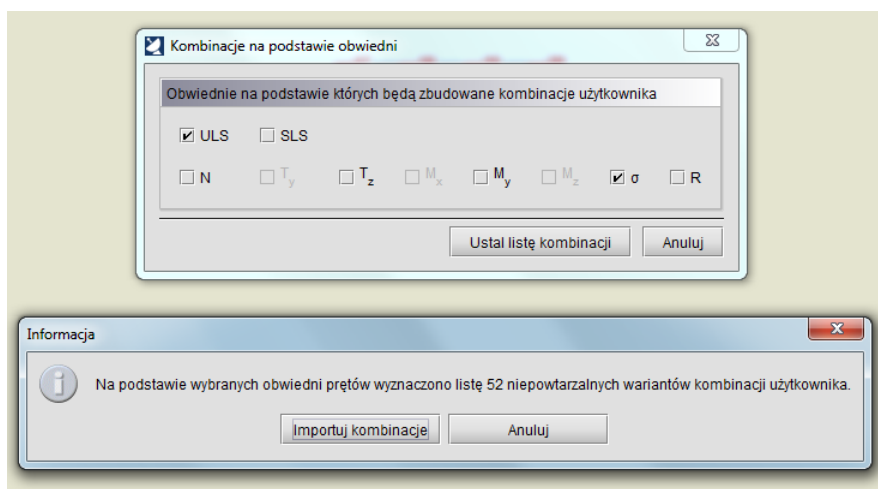 Kombinacje na podstawie obwiedni
Obwiednie na podstawie których będą zbudowane kombinacje użytkownika
ULS SLS
N Ty Tz Mx My Mz σ R
Ustal listę kombinacji Anuluj
Informacja
Na podstawie wybranych obwiedni prętów wyznaczono listę 52 niepowtarzalnych wariantów kombinacji użytkownika.
Importuj kombinacje Anuluj